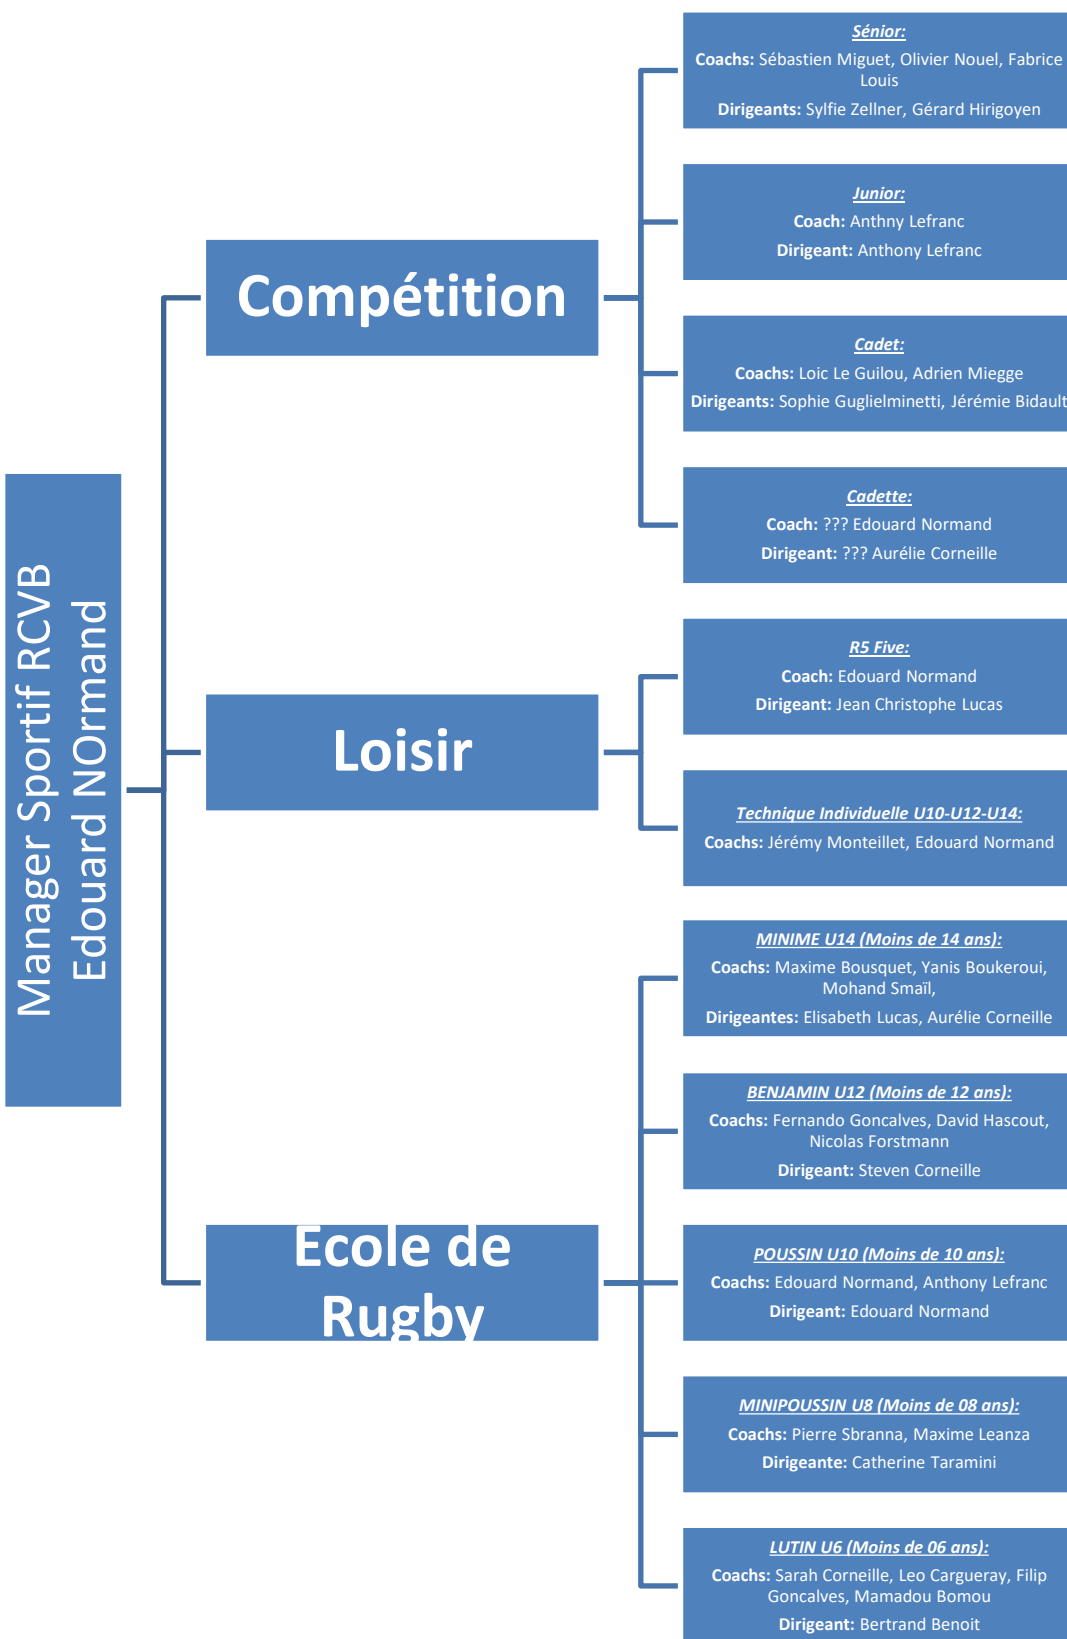 Manager Sportif RCVB
Edouard NOrmand
Compétition
Sénior:
Coachs: Sébastien Miguet, Olivier Nouel, Fabrice
Louis
Dirigeants: Sylfie Zellner, Gérard Hirigoyen
Junior:
Coach: Anthny Lefranc
Dirigeant: Anthony Lefranc
Cadet:
Coachs: Loic Le Guilou, Adrien Miegge
Dirigeants: Sophie Guglielminetti, Jérémie Bidault
Cadette:
Coach: ??? Edouard Normand
Dirigeant: ??? Aurélie Corneille
Loisir
R5 Five:
Coach: Edouard Normand
Dirigeant: Jean Christophe Lucas
Technique Individuelle U10-U12-U14:
Coachs: Jérémy Monteillet, Edouard Normand
Ecole de
Rugby
MINIME U14 (Moins de 14 ans):
Coachs: Maxime Bousquet, Yanis Boukeroui,
Mohand Smaïl,
Dirigeantes: Elisabeth Lucas, Aurélie Corneille
BENJAMIN U12 (Moins de 12 ans):
Coachs: Fernando Goncalves, David Hascout,
Nicolas Forstmann
Dirigeant: Steven Corneille
POUSSIN U10 (Moins de 10 ans):
Coachs: Edouard Normand, Anthony Lefranc
Dirigeant: Edouard Normand
MINIPOUSSIN U8 (Moins de 08 ans):
Coachs: Pierre Sbranna, Maxime Leanza
Dirigeante: Catherine Taramini
LUTIN U6 (Moins de 06 ans):
Coachs: Sarah Corneille, Leo Cargueray, Filip
Goncalves, Mamadou Bomou
Dirigeant: Bertrand Benoit